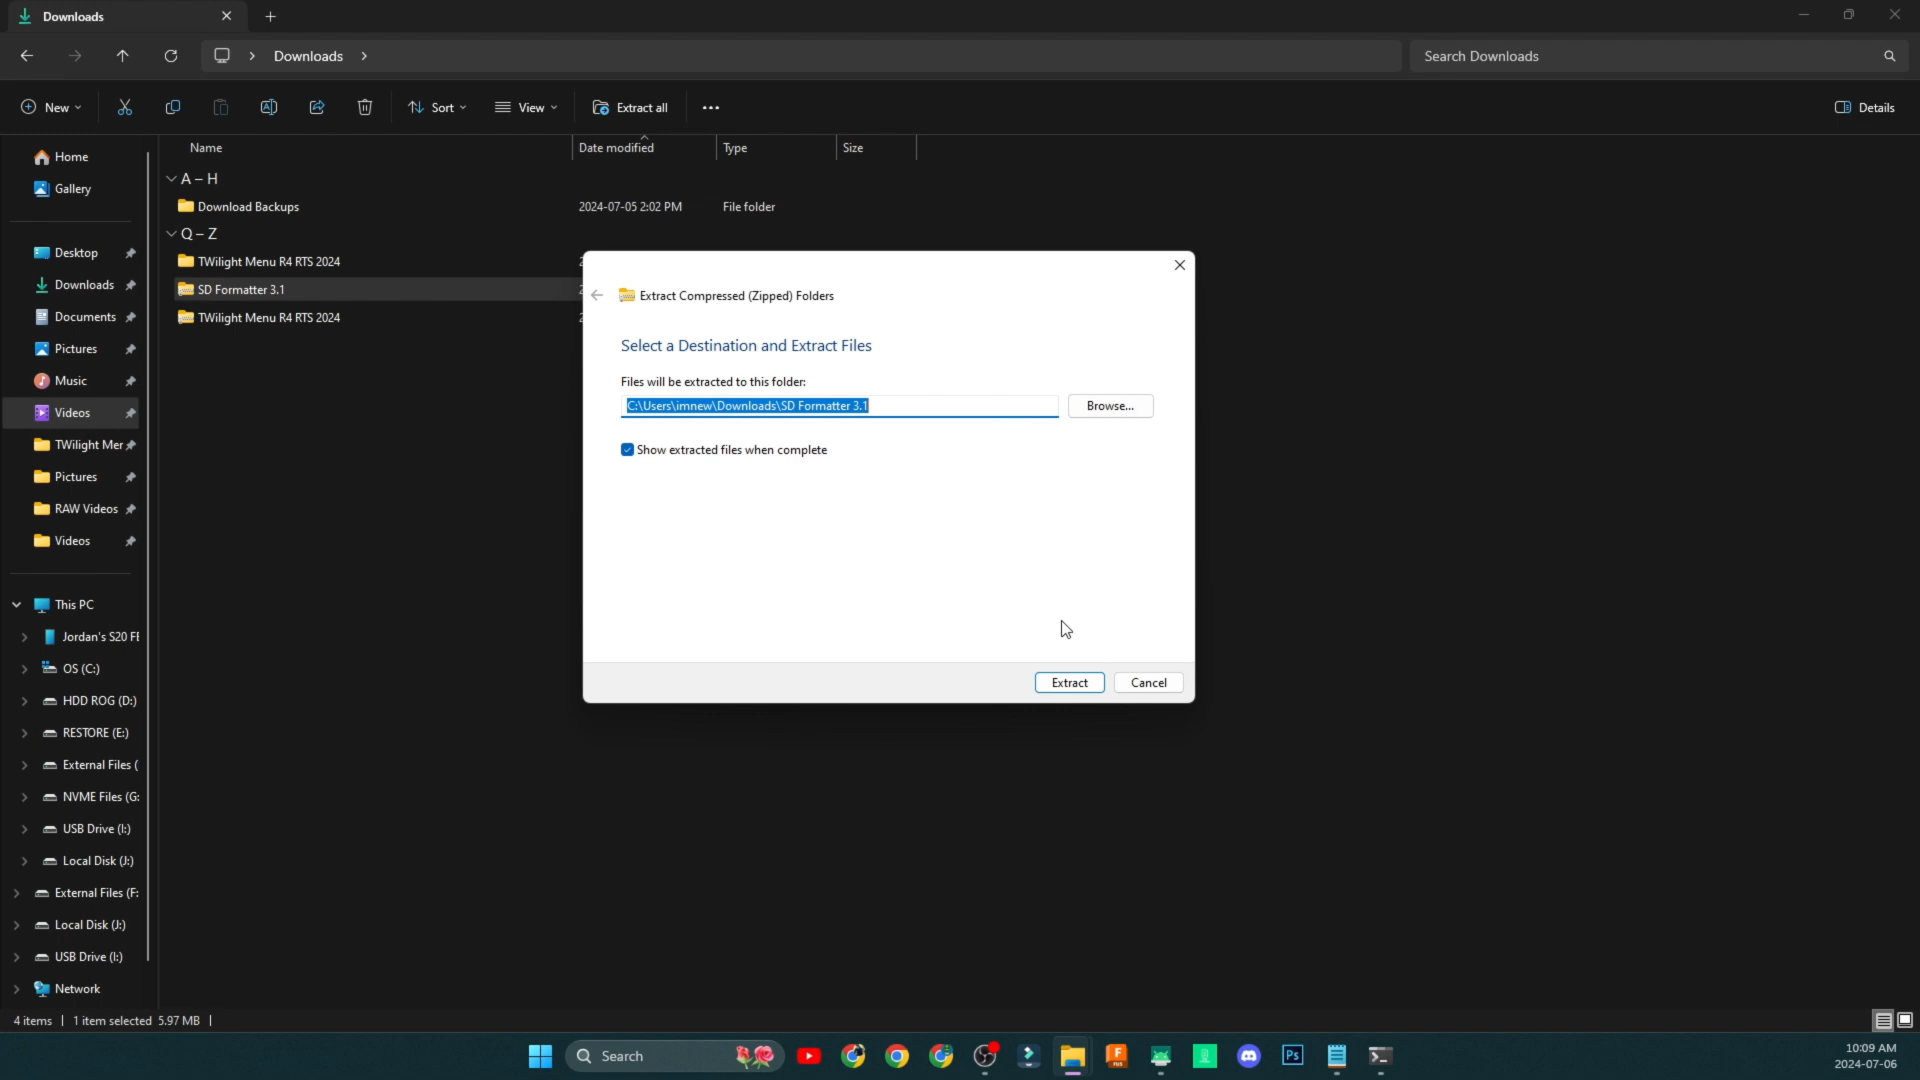 Downloads
Downloads
Search Downloads
New
Sort
View
Extract all
Details
Name
Date modified
Type
Size
Home
Gallery
Desktop
Downloads
Documents
Pictures
Music
Videos
TWilight Mer
Pictures
RAW Videos
Videos
This PC
Jordan's S20 FE
OS (C:)
HDD ROG (D:)
RESTORE (E:)
External Files (
NVME Files (G:
USB Drive (I:)
Local Disk (J:)
External Files (F:
Local Disk (J:)
USB Drive (I:)
Network
A – H
Download Backups
2024-07-05 2:02 PM
File folder
Q – Z
TWilight Menu R4 RTS 2024
2
SD Formatter 3.1
2
TWilight Menu R4 RTS 2024
2
Extract Compressed (Zipped) Folders
Select a Destination and Extract Files
Files will be extracted to this folder:
C:\Users\imnew\Downloads\SD Formatter 3.1
Browse...
Show extracted files when complete
Extract
Cancel
4 items
1 item selected 5.97 MB
Search
F
FUS
Ps
10:09 AM
2024-07-06